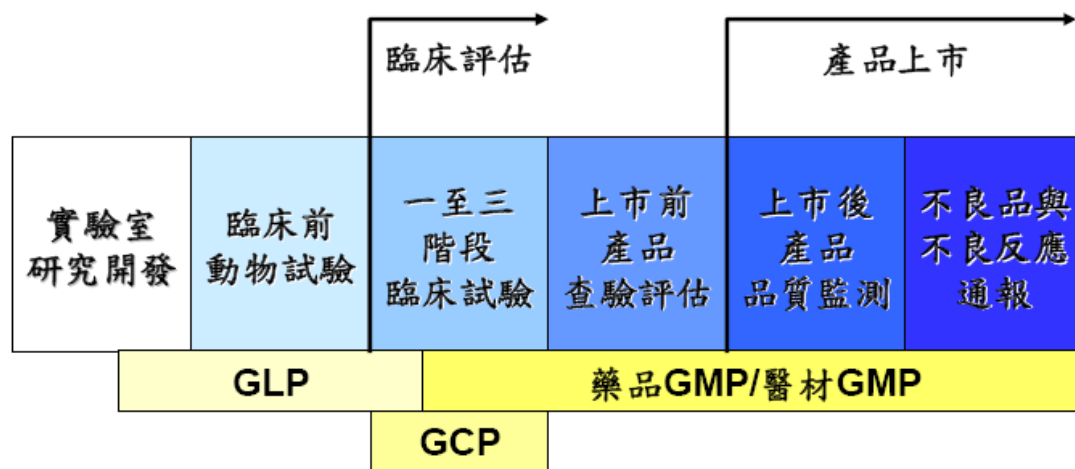 臨床評估
產品上市
實驗室
研究開發
臨床前
動物試驗
一至三
階段
臨床試驗
上市前
產品
查驗評估
上市後
產品
品質監測
不良品與
不良反應
通報
GLP
藥品GMP/醫材GMP
GCP